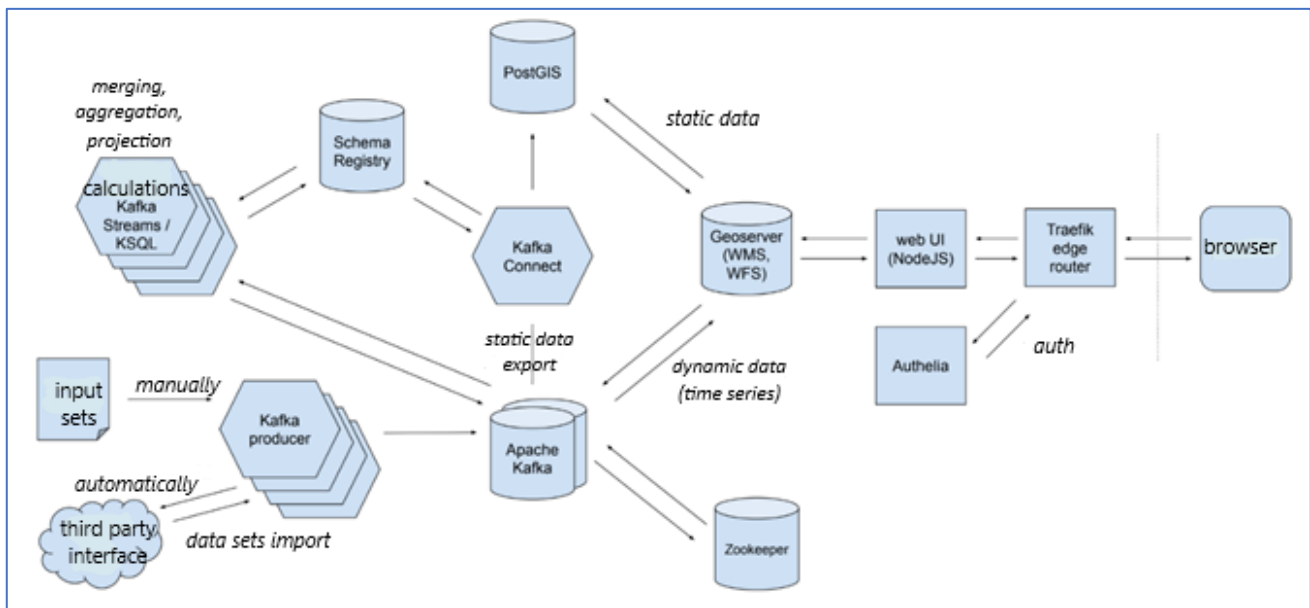 PostGIS
merging,
aggregation,
projection
static data
Schema
Registry
calculations
Kafka
Streams /
KSQL
Kafka
Connect
Geoserver
(WMS,
WFS)
web UI
(NodeJS)
Traefik
edge
router
browser
static data
export
dynamic data
(time series)
Authelia
auth
input
sets
manually
Kafka
producer
Apache
Kafka
automatically
third party
interface
data sets import
Zookeeper